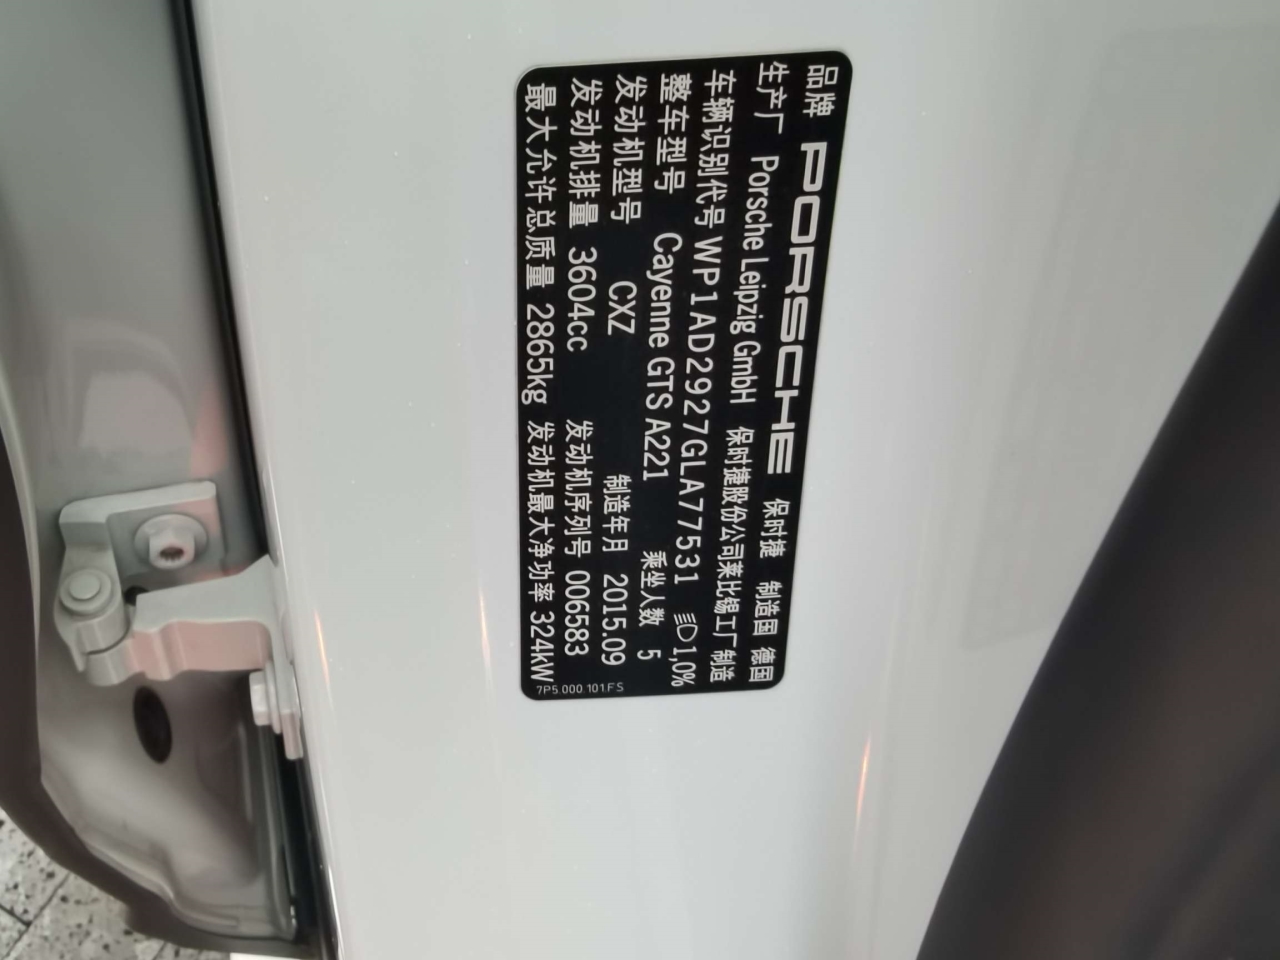 品牌 PORSCHE 保时捷 制造国 德国
生产厂 Porsche Leipzig GmbH 保时捷股份公司莱比锡工厂制造
车辆识别代号 WP1AD2927GLA77531 1,0%
整车型号 Cayenne GTS A221 乘坐人数 5
发动机型号 CXZ 制造年月 2015.09
发动机排量 3604cc 发动机序列号 006583
最大允许总质量 2865kg 发动机最大净功率 324kW
7P5.000.101.FS